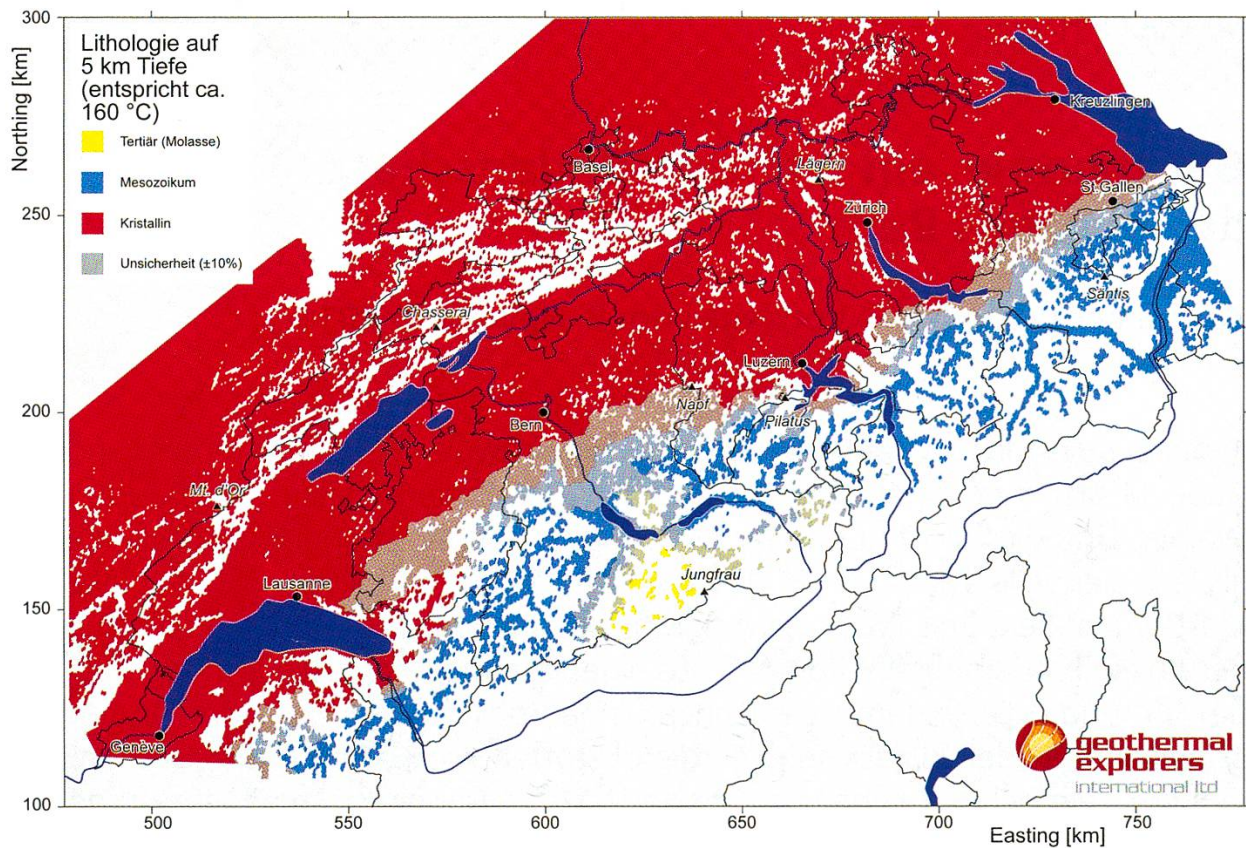 300
Northing [km]
250
200
150
100
Lithologie auf
5 km Tiefe
(entspricht ca.
160 °C)
Tertiär (Molasse)
Mesozoikum
Kristallin
Unsicherheit (±10%)
Kreuzlingen
Basel
Lägern
St.Gallen
Zürich
Säntis
Chasseral
Luzern
Napf
Pilatus
Bern
Mt. d'Or
Jungfrau
Lausanne
Genève
geothermal
explorers
international ltd
500
550
600
650
700
750
Easting [km]